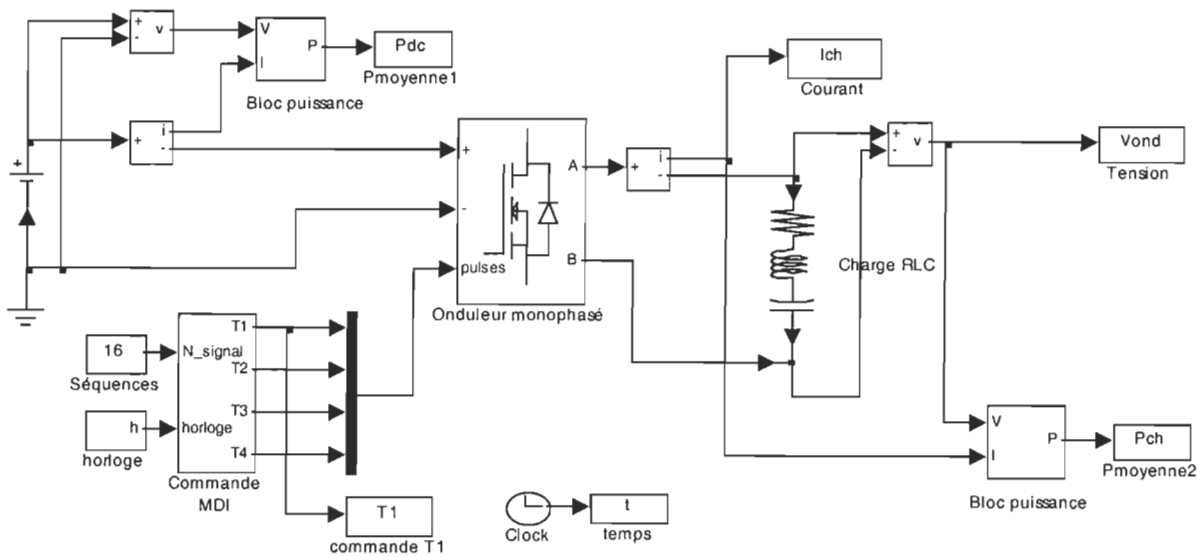 +
-
v
V
I
P
Pdc
Pmoyenne1
Bloc puissance
+
i
-
+
Ich
Courant
+
-
pulses
A
B
Onduleur monophasé
+
i
-
+
-
v
Vond
Tension
Charge RLC
16
Séquences
h
horloge
N_signal
horloge
T1
T2
T3
T4
Commande
MDI
T1
commande T1
Clock
t
temps
V
I
P
Pch
Pmoyenne2
Bloc puissance